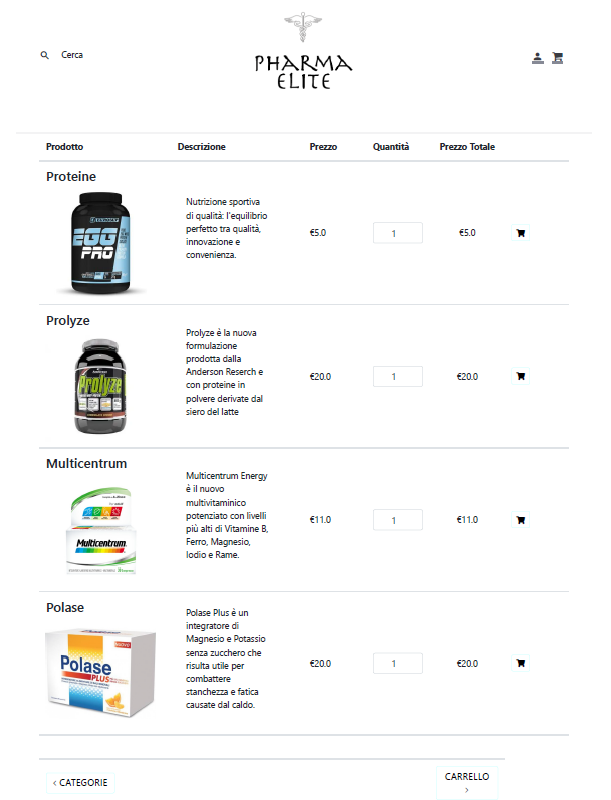 Cerca
PHARMA
ELITE
Prodotto Descrizione Prezzo Quantità Prezzo Totale
Proteine
Nutrizione sportiva
di qualità: l'equilibrio
perfetto tra qualità,
innovazione e
convenienza.
€5.0 1 €5.0
EGG
PRO
Prolyze
Prolyze è la nuova
formulazione
prodotta dalla
Anderson Reserch e
con proteine in
polvere derivate dal
siero del latte
€20.0 1 €20.0
Prolyze
Multicentrum
Multicentrum Energy
è il nuovo
multivitaminico
potenziato con livelli
più alti di Vitamine B,
Ferro, Magnesio,
Iodio e Rame.
€11.0 1 €11.0
Multicentrum
Polase
Polase Plus è un
integratore di
Magnesio e Potassio
senza zucchero che
risulta utile per
combattere
stanchezza e fatica
causate dal caldo.
€20.0 1 €20.0
Polase
PLUS
< CATEGORIE
CARRELLO
>